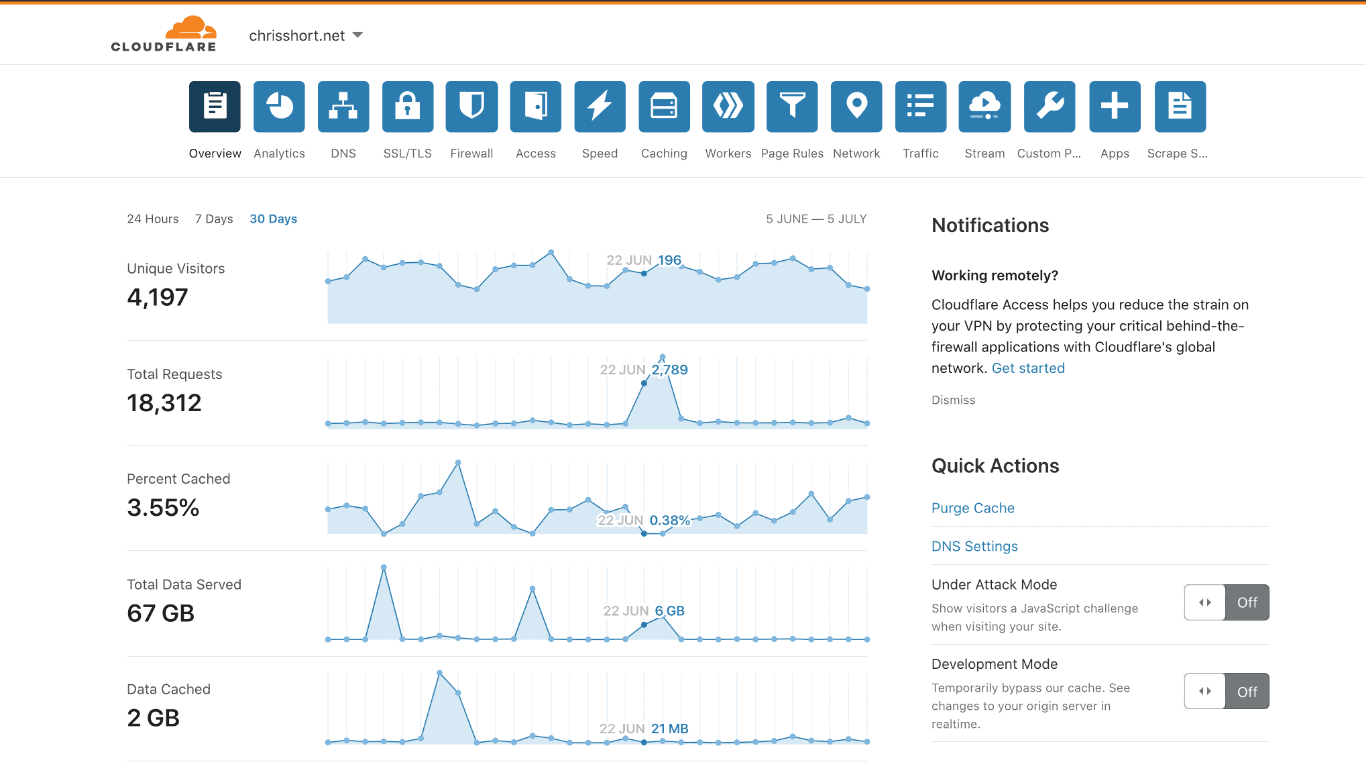 CLOUDFLARE
chrisshort.net
Overview Analytics DNS SSL/TLS Firewall Access Speed Caching Workers Page Rules Network Traffic Stream Custom P... Apps Scrape S...
24 Hours 7 Days 30 Days
5 JUNE — 5 JULY
Unique Visitors
4,197
22 JUN 196
Total Requests
18,312
22 JUN 2,789
Percent Cached
3.55%
22 JUN 0.38%
Total Data Served
67 GB
22 JUN 6 GB
Data Cached
2 GB
22 JUN 21 MB
Notifications
Working remotely?
Cloudflare Access helps you reduce the strain on
your VPN by protecting your critical behind-the-
firewall applications with Cloudflare's global
network. Get started
Dismiss
Quick Actions
Purge Cache
DNS Settings
Under Attack Mode
Show visitors a JavaScript challenge
when visiting your site.
Off
Development Mode
Temporarily bypass our cache. See
changes to your origin server in
realtime.
Off